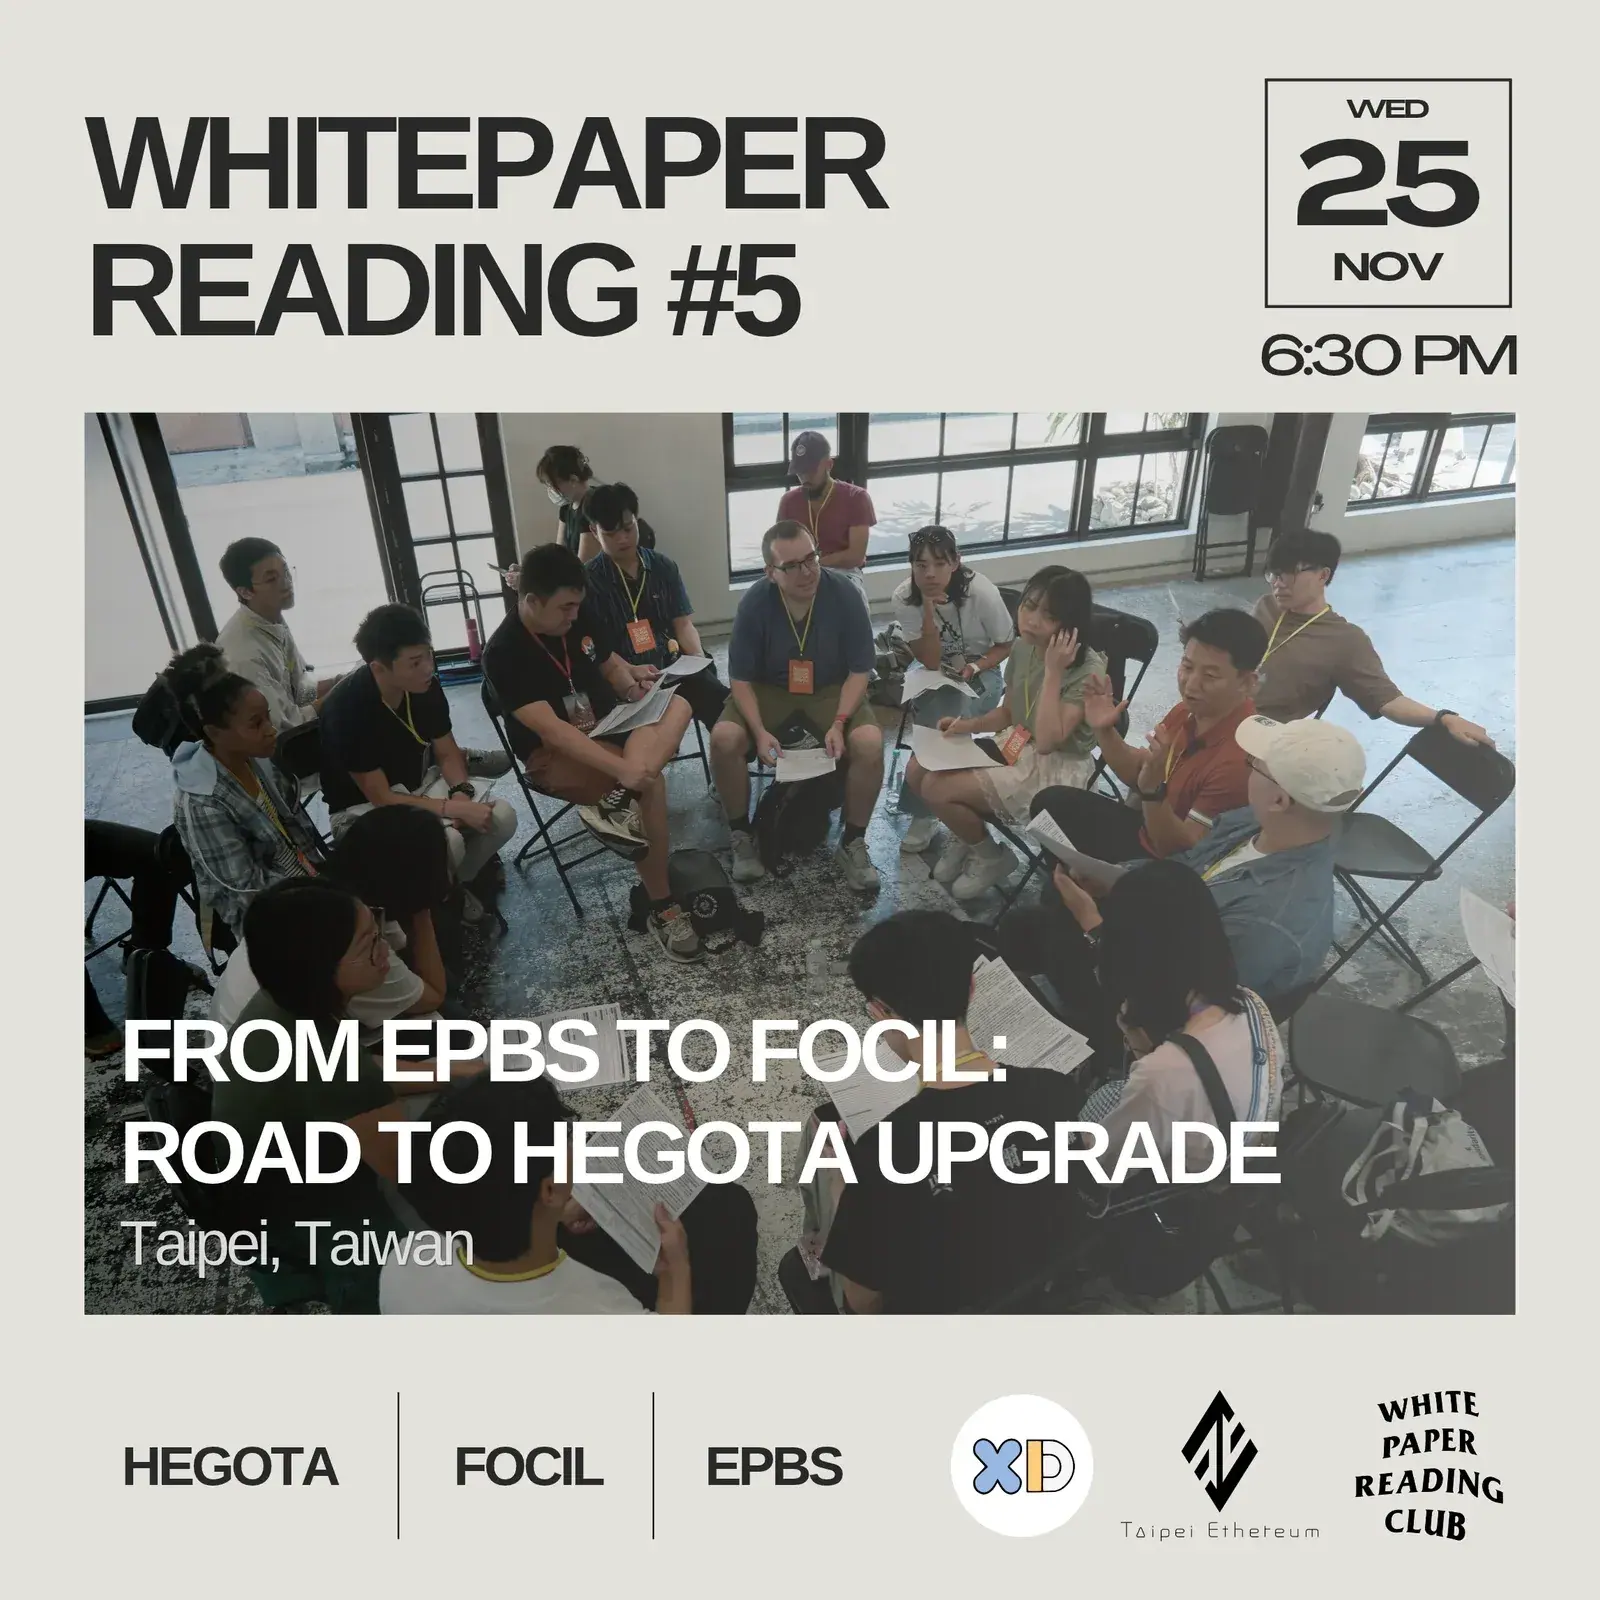 WHITEPAPER
READING #5
WED
25
NOV
6:30 PM
FROM EPBS TO FOCIL:
ROAD TO HEGOTA UPGRADE
Taipei, Taiwan
HEGOTA
FOCIL
EPBS
XD
Taipei Ethereum
WHITE
PAPER
READING
CLUB